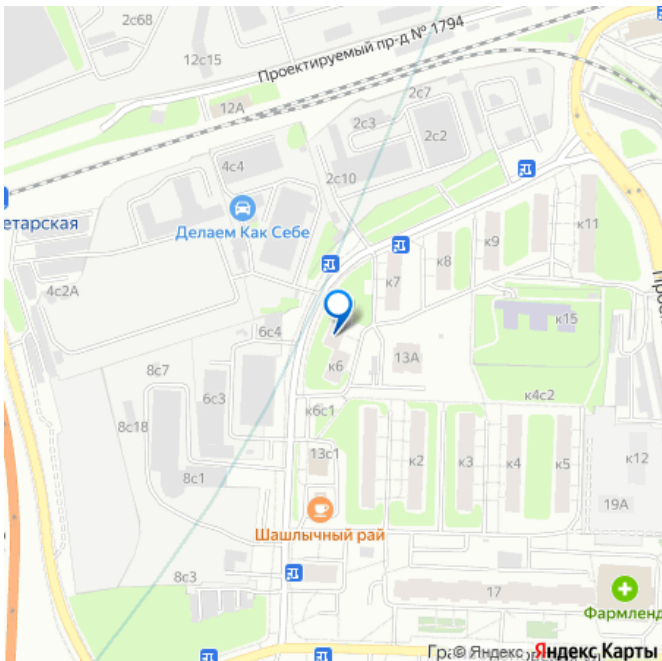 2с68
12с15
Проектируемый пр-д № 1794
12А
2с7
2с3
2с2
4с4
2с10
етарская
Делаем Как Себе
к11
к9
к8
к7
4с2А
Прое
к15
6с4
13А
8с7
к6
к4с2
6с3
к6с1
8с18
13с1
к2
к3
к4
к5
к12
8с1
19А
Шашлычный рай
8с3
17
Фармленд
Гра
© Яндекс Яндекс Карты